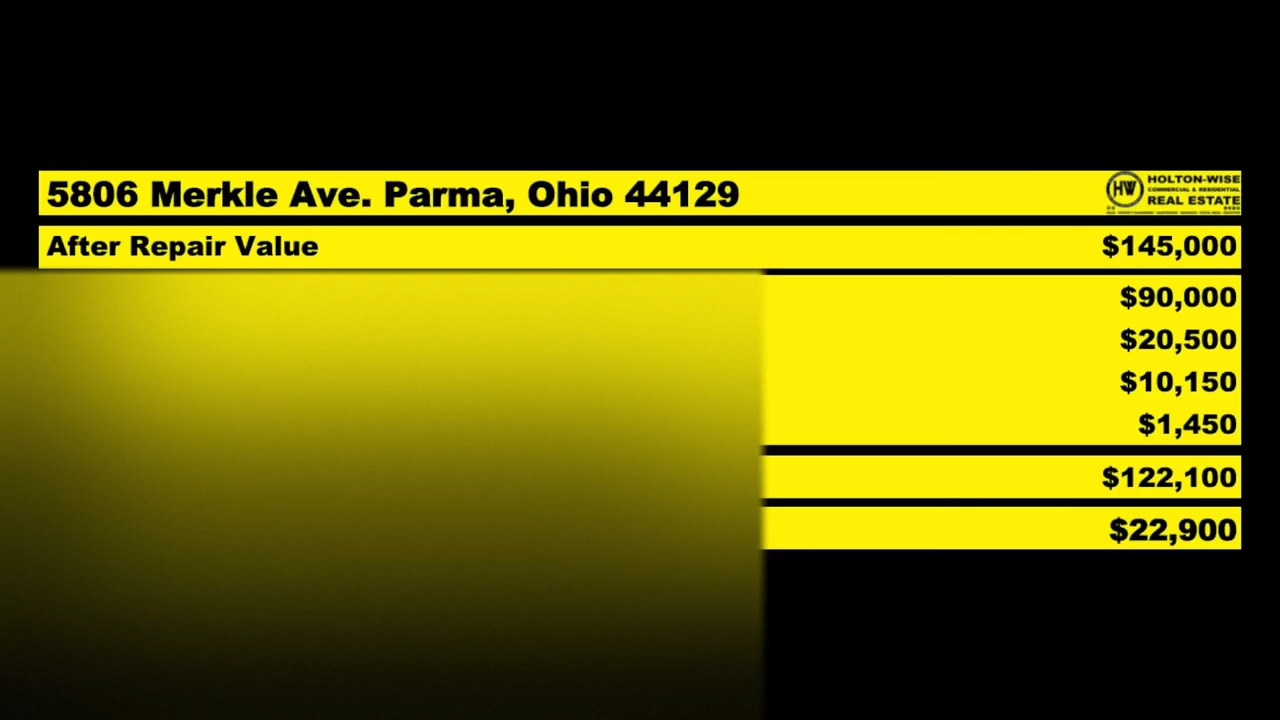 5806 Merkle Ave. Parma, Ohio 44129
HW
HOLTON-WISE
COMMERCIAL & RESIDENTIAL
REAL ESTATE
After Repair Value
$145,000
$90,000
$20,500
$10,150
$1,450
$122,100
$22,900